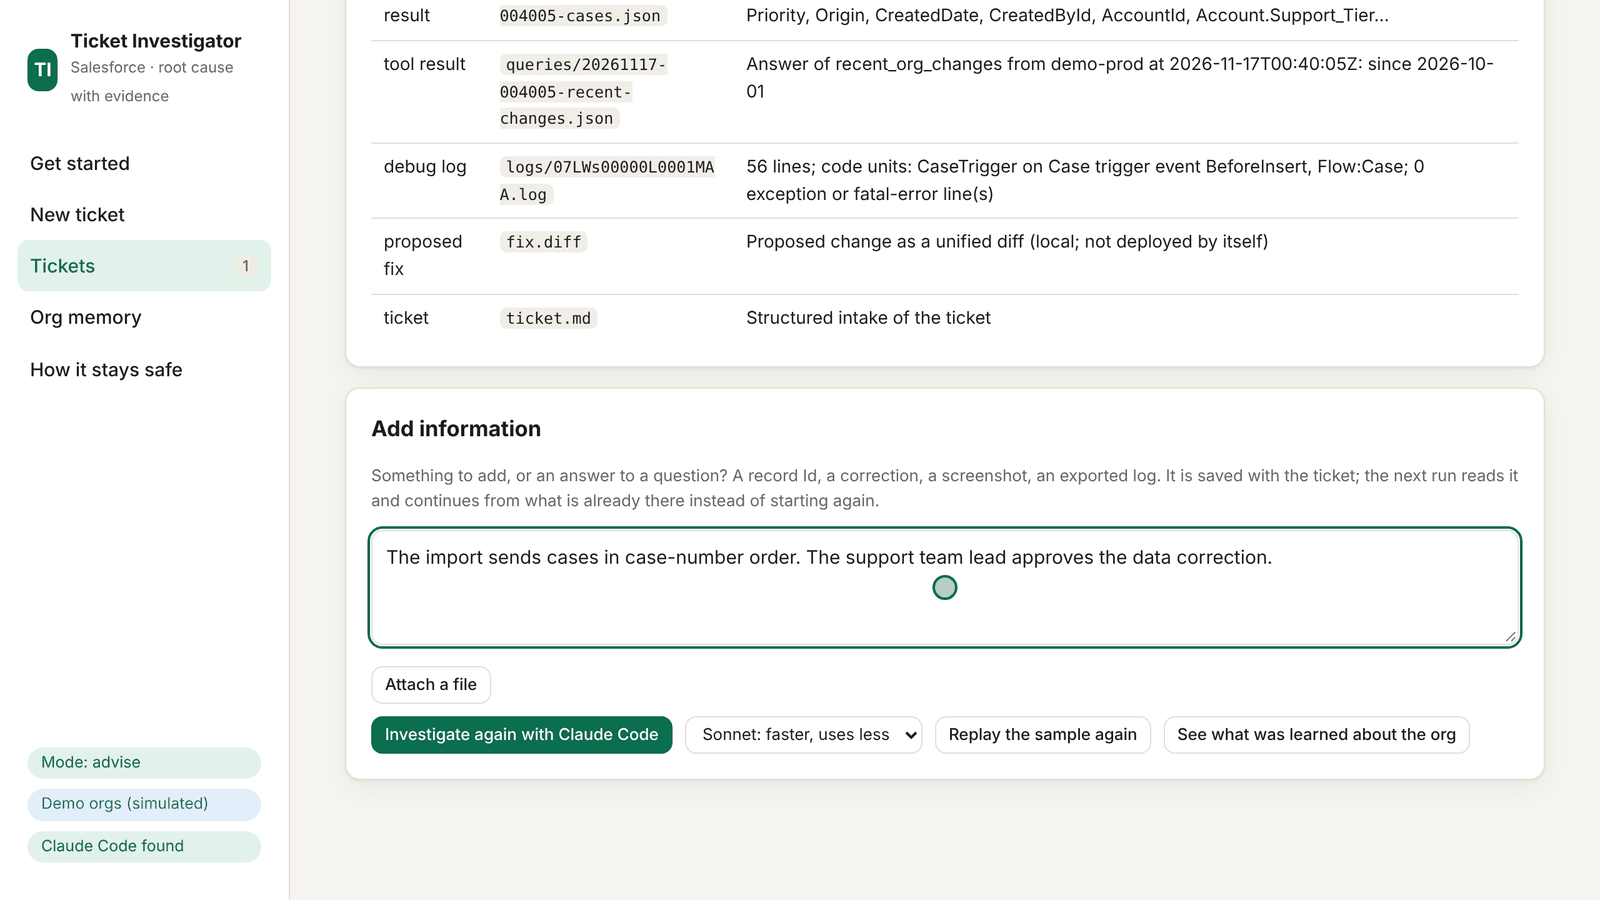 TI
Ticket Investigator
Salesforce · root cause
with evidence
Get started
New ticket
Tickets 1
Org memory
How it stays safe
Mode: advise
Demo orgs (simulated)
Claude Code found
result 004005-cases.json Priority, Origin, CreatedDate, CreatedById, AccountId, Account.Support_Tier...
tool result queries/20261117- Answer of recent_org_changes from demo-prod at 2026-11-17T00:40:05Z: since 2026-10-
004005-recent- 01
changes.json
debug log logs/07LWs00000L0001MA 56 lines; code units: CaseTrigger on Case trigger event BeforeInsert, Flow:Case; 0
A.log exception or fatal-error line(s)
proposed fix.diff Proposed change as a unified diff (local; not deployed by itself)
fix
ticket ticket.md Structured intake of the ticket
Add information
Something to add, or an answer to a question? A record Id, a correction, a screenshot, an exported log. It is saved with the ticket; the next run reads it
and continues from what is already there instead of starting again.
The import sends cases in case-number order. The support team lead approves the data correction.
Attach a file
Investigate again with Claude Code Sonnet: faster, uses less Replay the sample again See what was learned about the org